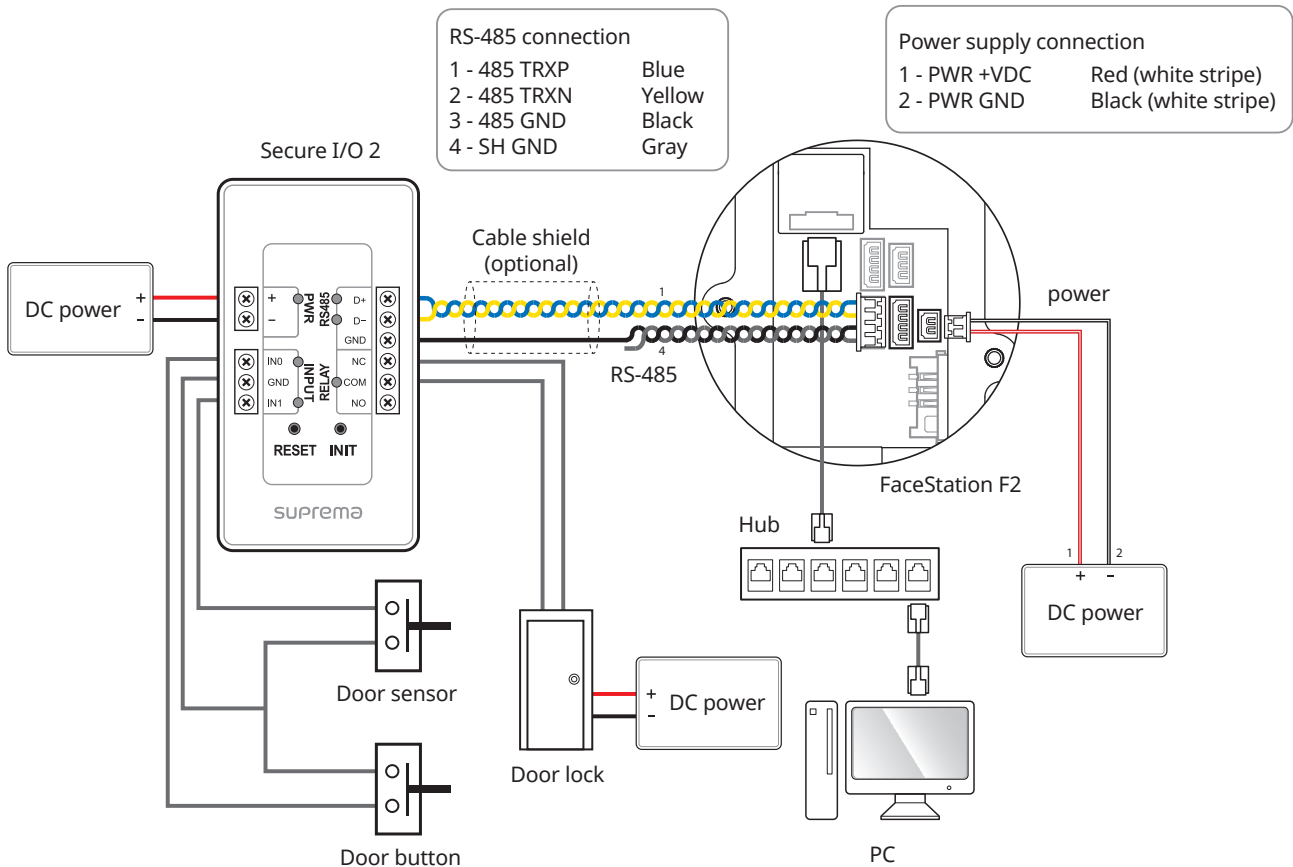 RS-485 connection
1 - 485 TRXP Blue
2 - 485 TRXN Yellow
3 - 485 GND Black
4 - SH GND Gray
Power supply connection
1 - PWR +VDC Red (white stripe)
2 - PWR GND Black (white stripe)
Secure I/O 2
DC power
+
-
+
-
PWR
RS485
D+
D-
GND
IN0
GND
IN1
INPUT
RELAY
NC
COM
NO
RESET INIT
suprema
Cable shield
(optional)
1
4
RS-485
power
FaceStation F2
Hub
1 2
+ -
DC power
Door sensor
Door lock
+
-
DC power
Door button
PC